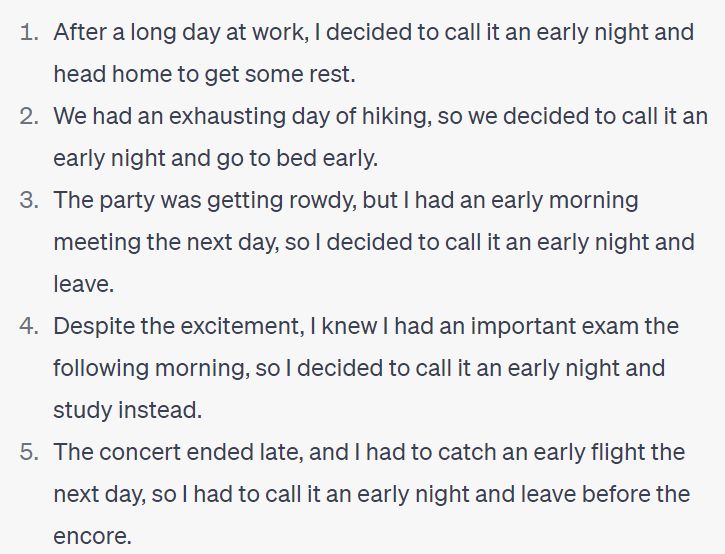 1. After a long day at work, I decided to call it an early night and
head home to get some rest.
2. We had an exhausting day of hiking, so we decided to call it an
early night and go to bed early.
3. The party was getting rowdy, but I had an early morning
meeting the next day, so I decided to call it an early night and
leave.
4. Despite the excitement, I knew I had an important exam the
following morning, so I decided to call it an early night and
study instead.
5. The concert ended late, and I had to catch an early flight the
next day, so I had to call it an early night and leave before the
encore.